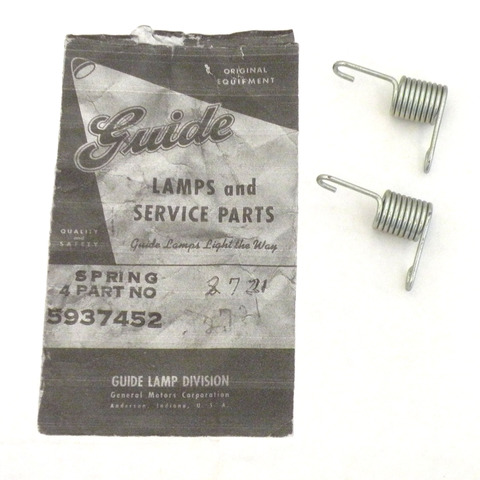 ORIGINAL
EQUIPMENT
Guide
LAMPS and
SERVICE PARTS
Guide Lamps Light the Way
QUALITY
AND
SAFETY
SPRING
4 PART NO
5937452
GUIDE LAMP DIVISION
General Motors Corporation
Anderson, Indiana, U. S. A.